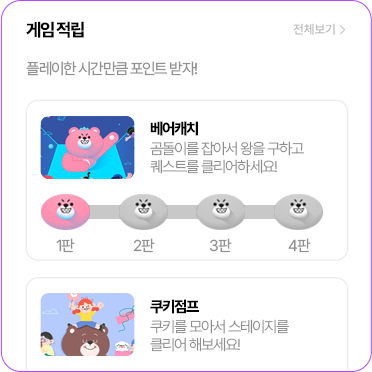 게임 적립
전체보기 >
플레이한 시간만큼 포인트 받자!
베어캐치
곰돌이를 잡아서 왕을 구하고
퀘스트를 클리어하세요!
1판 2판 3판 4판
쿠키점프
쿠키를 모아서 스테이지를
클리어 해보세요!